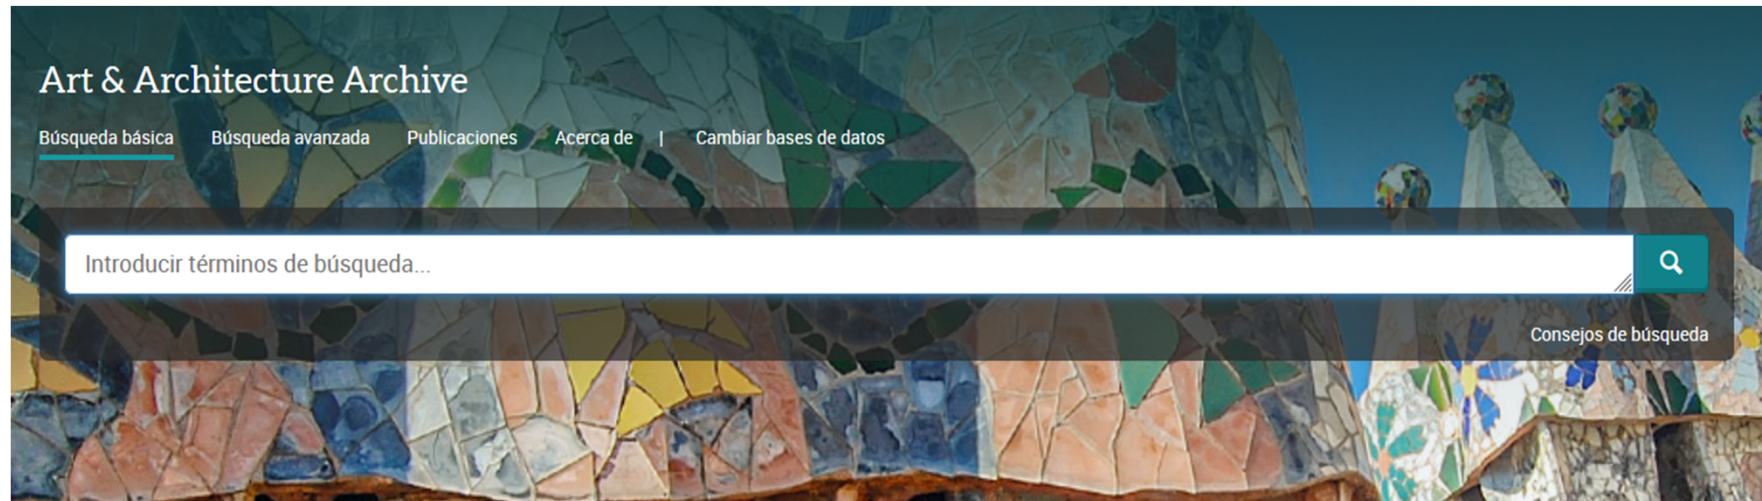 Art & Architecture Archive
Búsqueda básica Búsqueda avanzada Publicaciones Acerca de | Cambiar bases de datos
Introducir términos de búsqueda...
Consejos de búsqueda